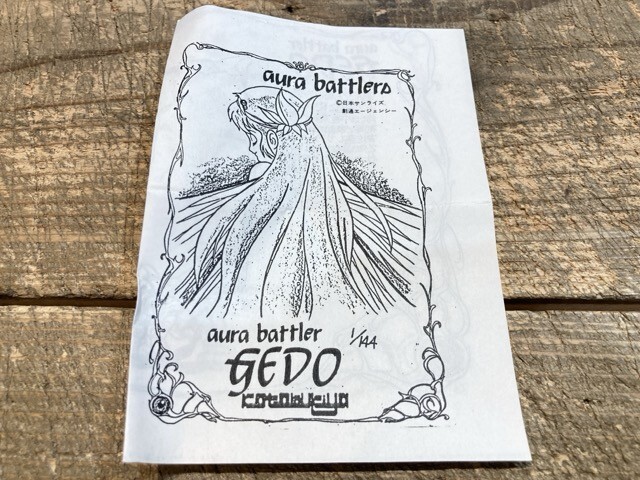 aura battlers
©日本サンライズ
創通エージェンシー
aura battler 1/144
GEDO
kotobukiya